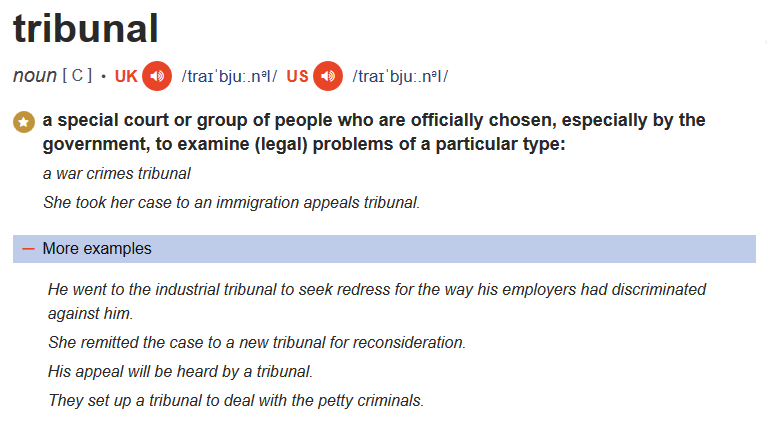 tribunal
noun [ C ] • UK /traɪˈbjuː.nᵊl/ US /traɪˈbjuː.nᵊl/
a special court or group of people who are officially chosen, especially by the
government, to examine (legal) problems of a particular type:
a war crimes tribunal
She took her case to an immigration appeals tribunal.
— More examples
He went to the industrial tribunal to seek redress for the way his employers had discriminated
against him.
She remitted the case to a new tribunal for reconsideration.
His appeal will be heard by a tribunal.
They set up a tribunal to deal with the petty criminals.